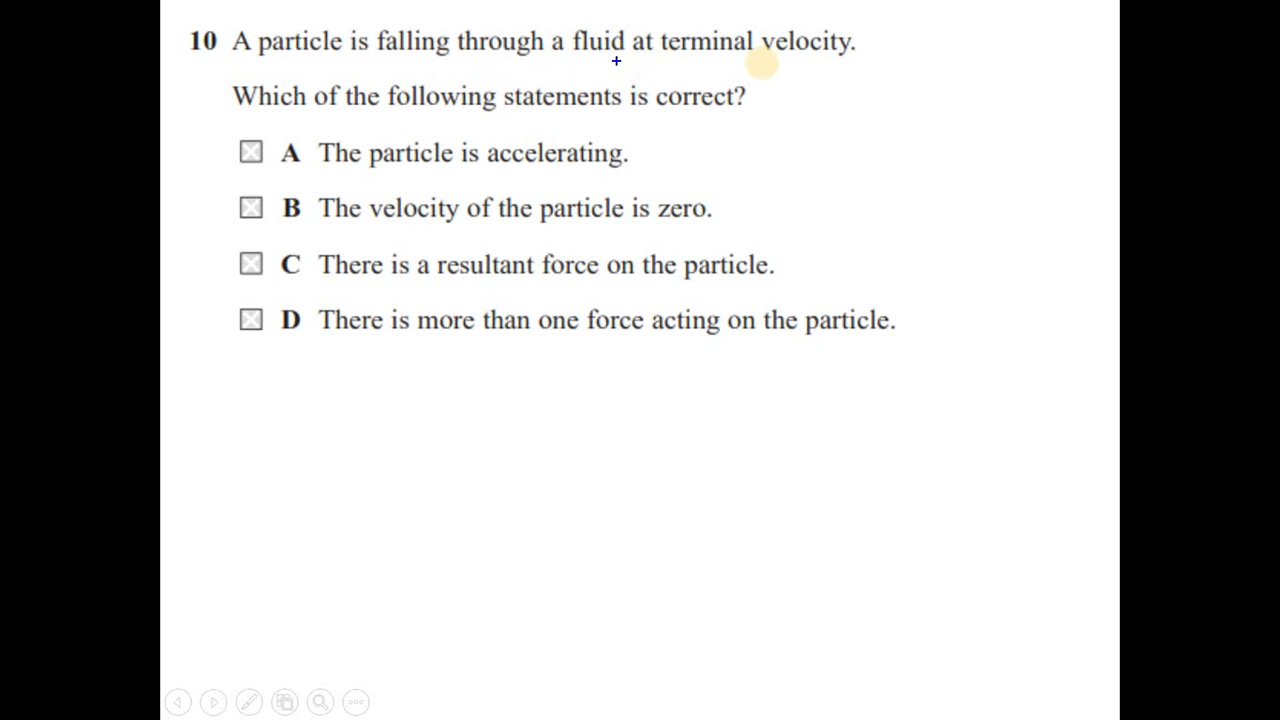 10 A particle is falling through a fluid at terminal velocity.
Which of the following statements is correct?
A The particle is accelerating.
B The velocity of the particle is zero.
C There is a resultant force on the particle.
D There is more than one force acting on the particle.